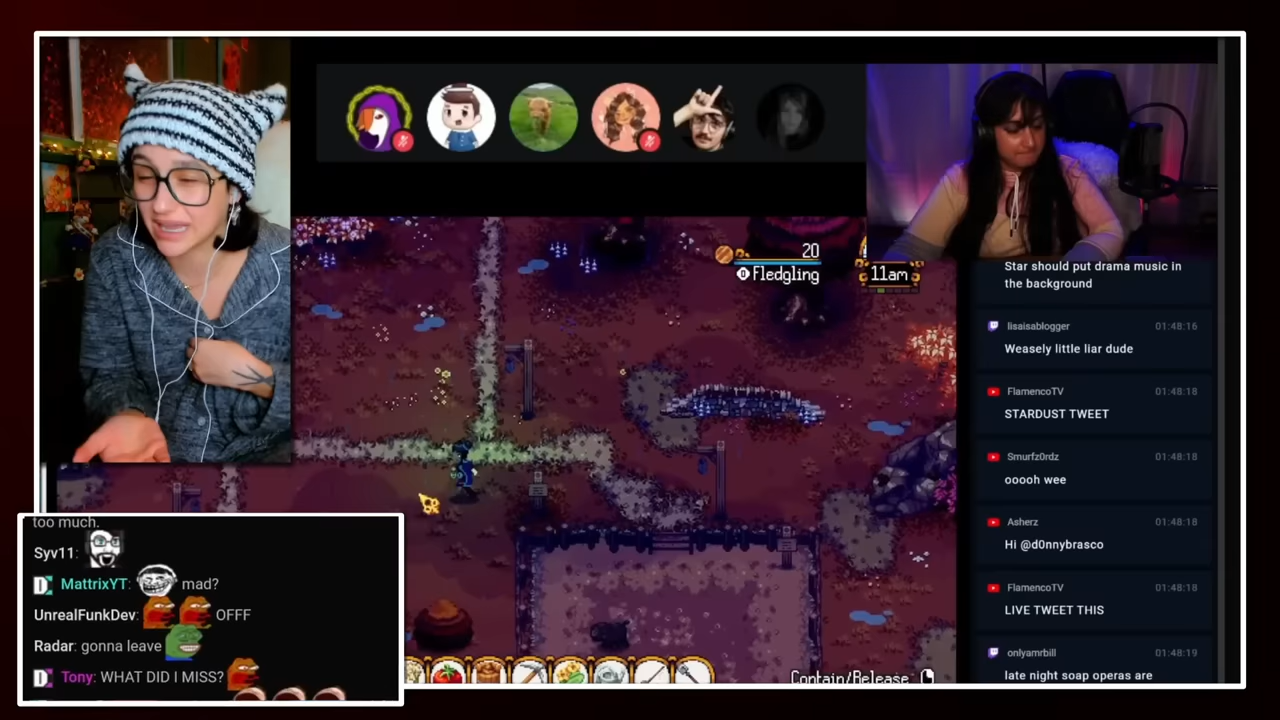 20
Fledgling
11am
Star should put drama music in
the background
lisaisablogger 01:48:16
Weasely little liar dude
FlamencoTV 01:48:18
STARDUST TWEET
Smurfz0rdz 01:48:18
ooooh wee
Asherz 01:48:18
Hi @d0nnybrasco
FlamencoTV 01:48:18
LIVE TWEET THIS
onlyamrbill 01:48:19
late night soap operas are
Contain/Release
too much.
Syv11:
MattrixYT: mad?
UnrealFunkDev: OFFF
Radar: gonna leave
Tony: WHAT DID I MISS?